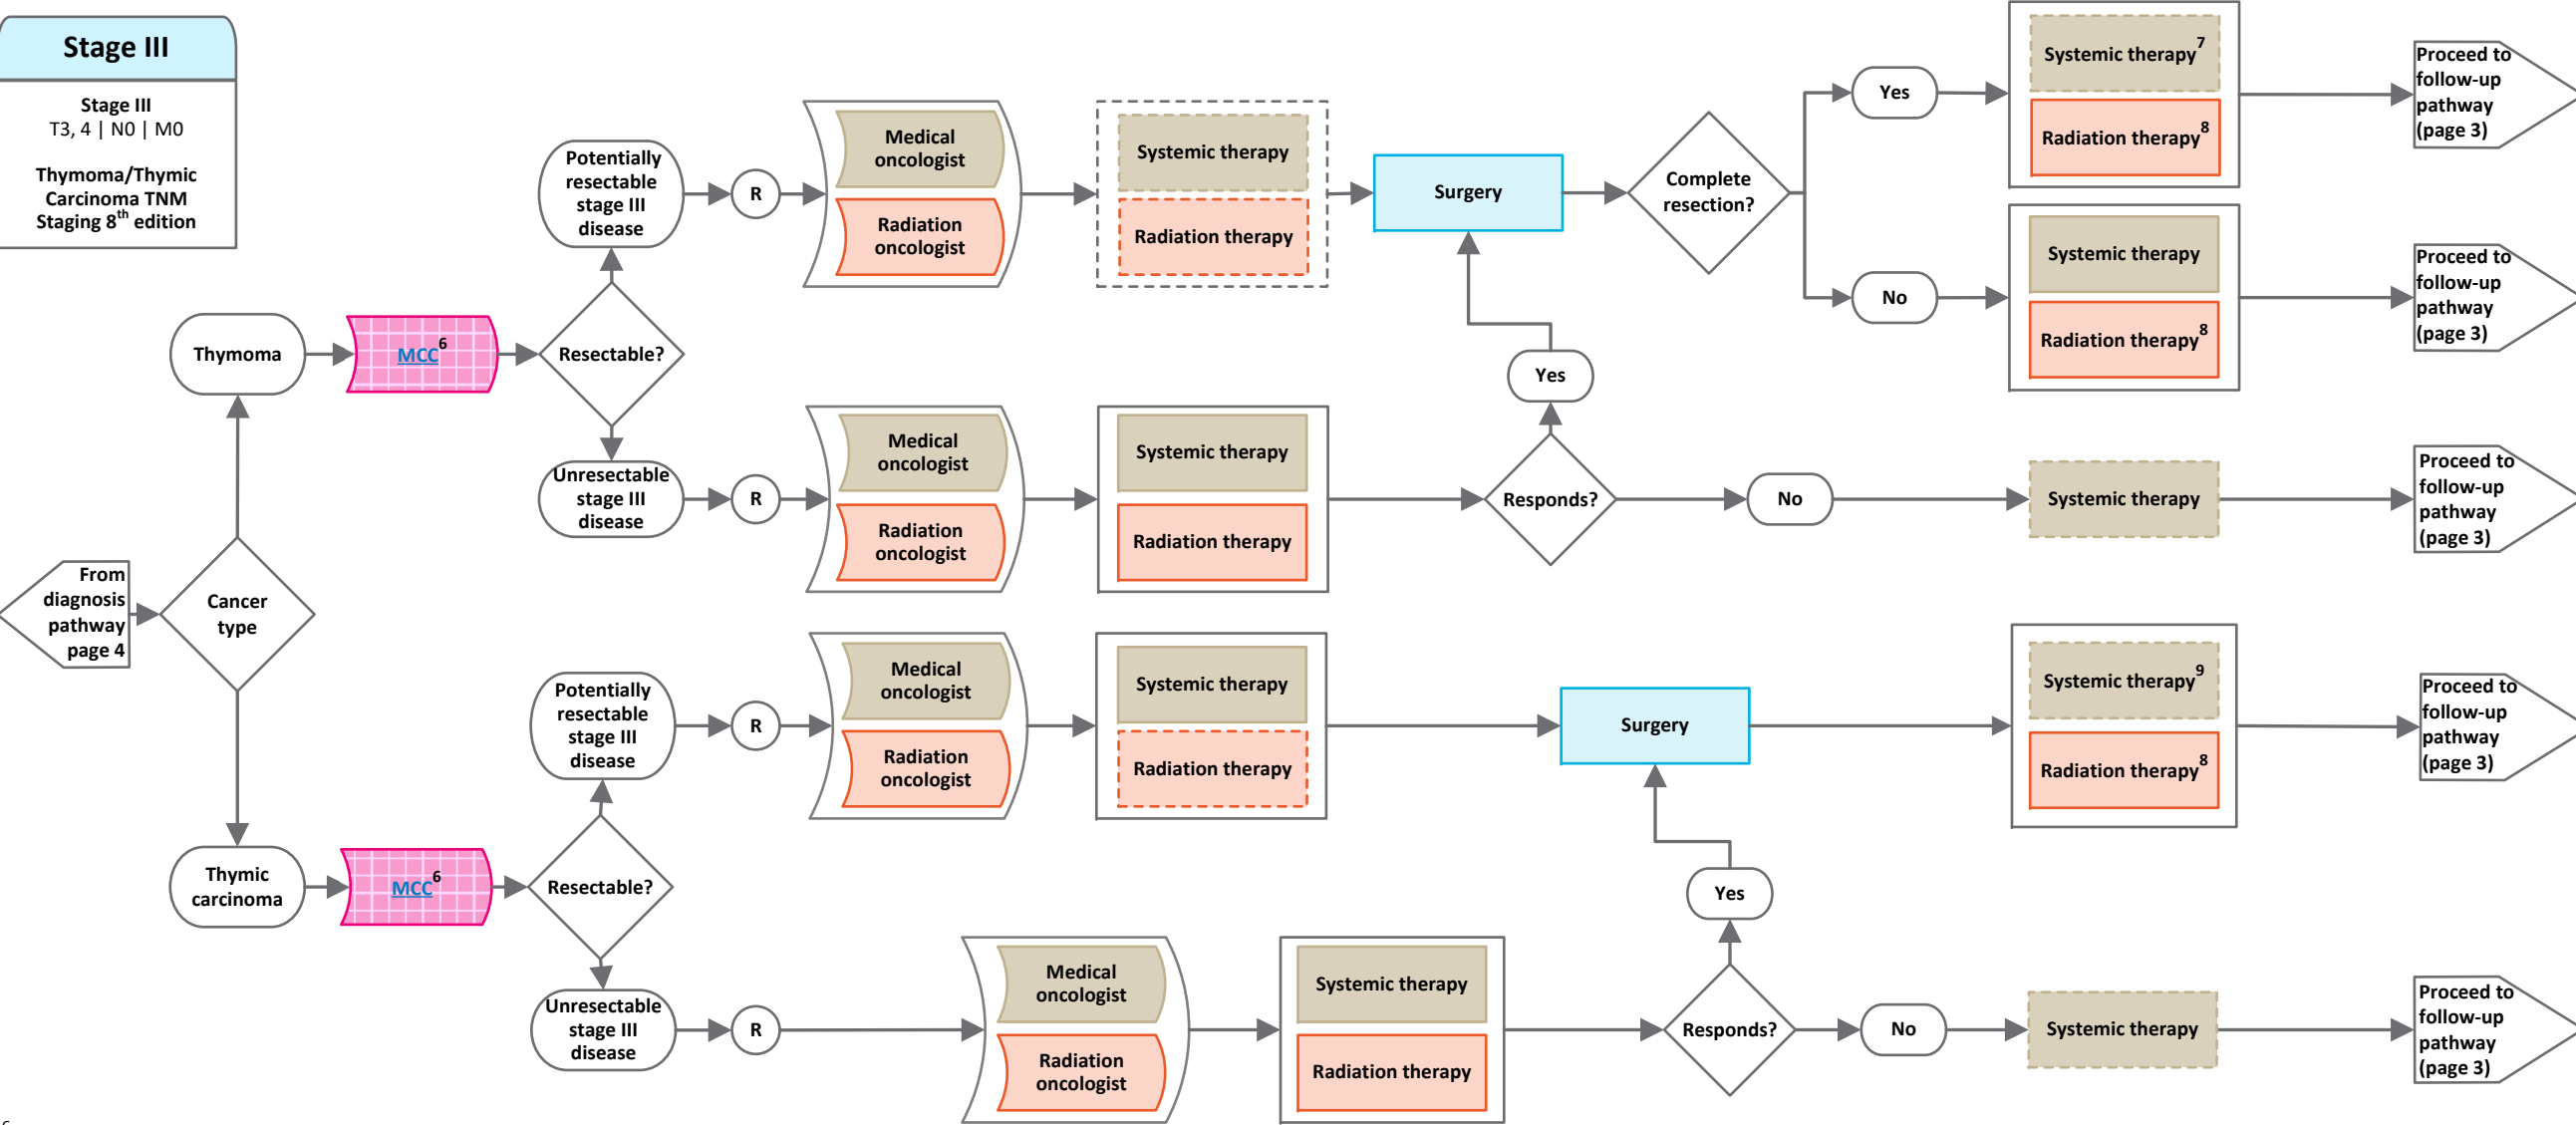 Stage III
Stage III
T3, 4 | N0 | M0
Thymoma/Thymic
Carcinoma TNM
Staging 8th edition
From
diagnosis
pathway
page 4
Cancer
type
Thymoma
MCC6
Resectable?
Potentially
resectable
stage III
disease
R
Medical
oncologist
Radiation
oncologist
Systemic therapy
Radiation therapy
Surgery
Complete
resection?
Yes
Systemic therapy7
Radiation therapy8
Proceed to
follow-up
pathway
(page 3)
No
Systemic therapy
Radiation therapy8
Proceed to
follow-up
pathway
(page 3)
Unresectable
stage III
disease
R
Medical
oncologist
Radiation
oncologist
Systemic therapy
Radiation therapy
Responds?
Yes
No
Systemic therapy
Proceed to
follow-up
pathway
(page 3)
Thymic
carcinoma
MCC6
Resectable?
Potentially
resectable
stage III
disease
R
Medical
oncologist
Radiation
oncologist
Systemic therapy
Radiation therapy
Surgery
Systemic therapy9
Radiation therapy8
Proceed to
follow-up
pathway
(page 3)
Unresectable
stage III
disease
R
Medical
oncologist
Radiation
oncologist
Systemic therapy
Radiation therapy
Responds?
Yes
No
Systemic therapy
Proceed to
follow-up
pathway
(page 3)